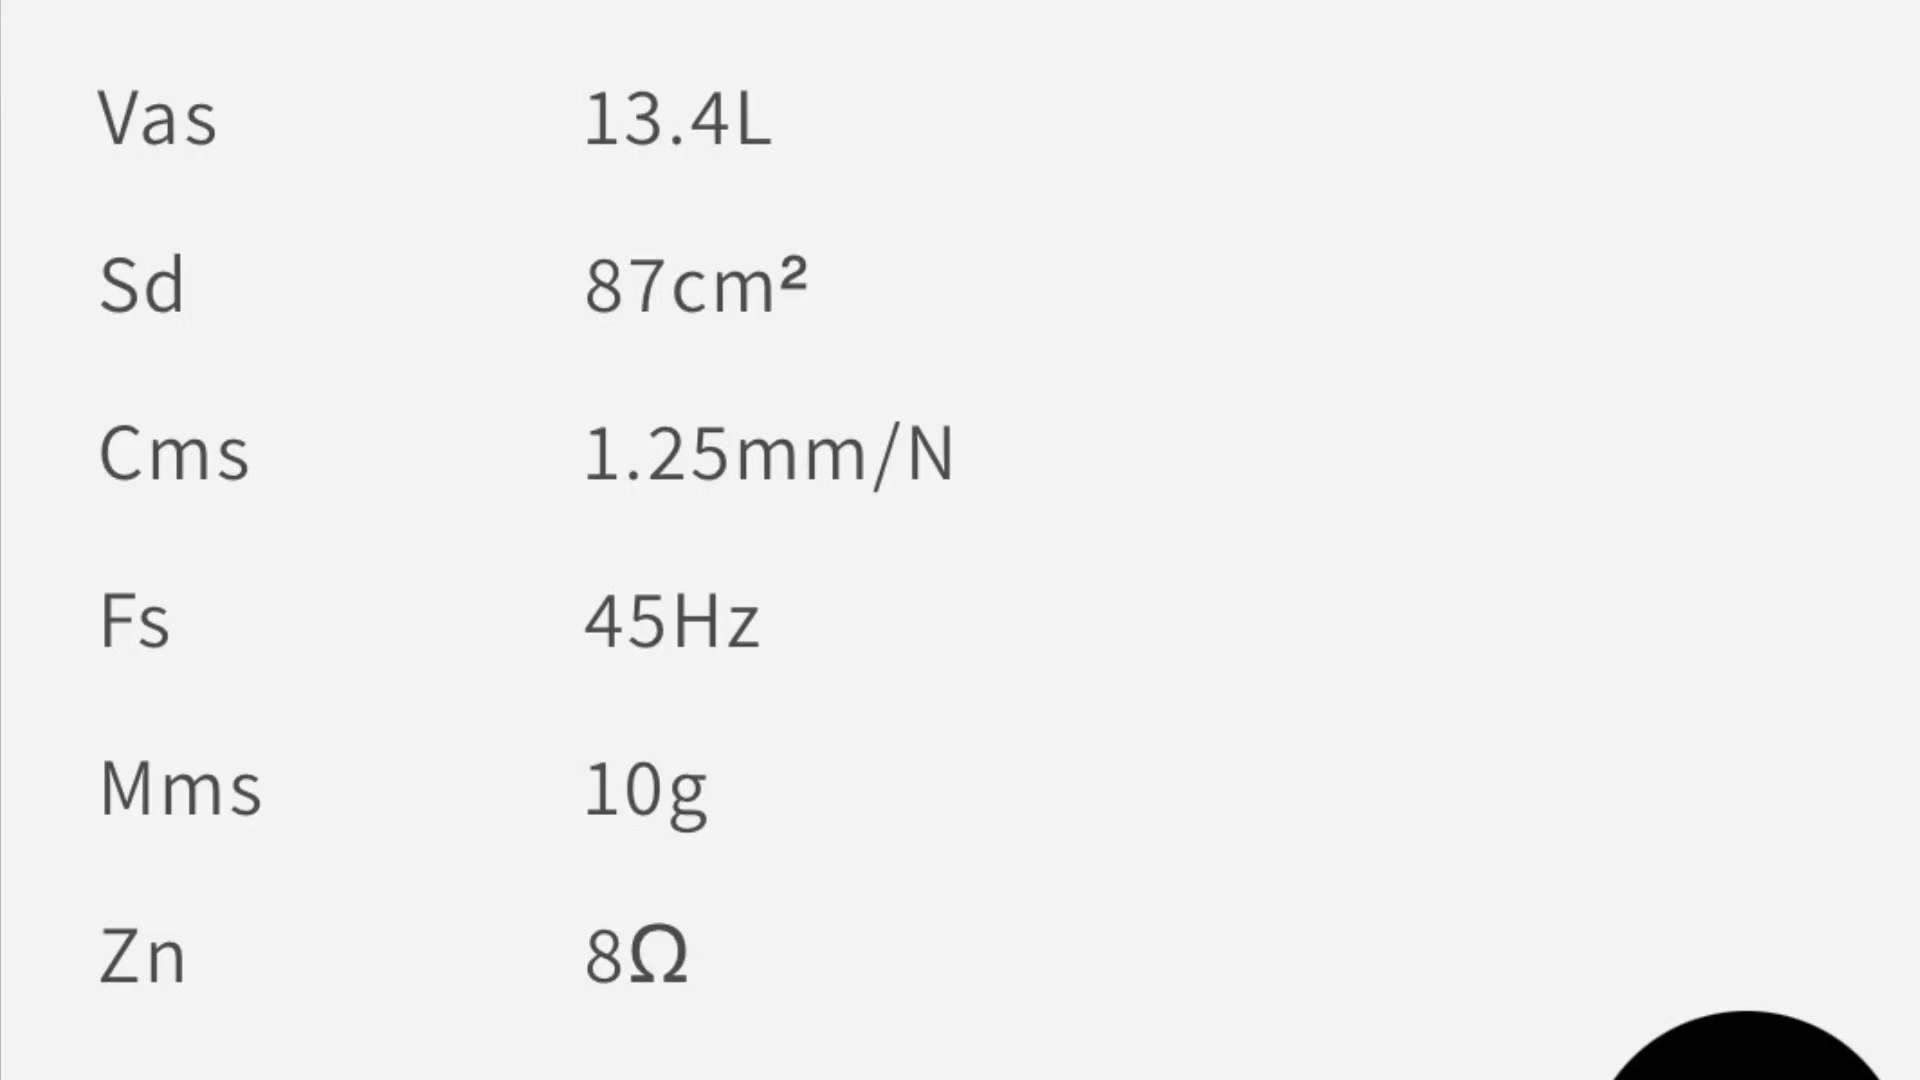 Vas 13.4L
Sd 87cm²
Cms 1.25mm/N
Fs 45Hz
Mms 10g
Zn 8Ω